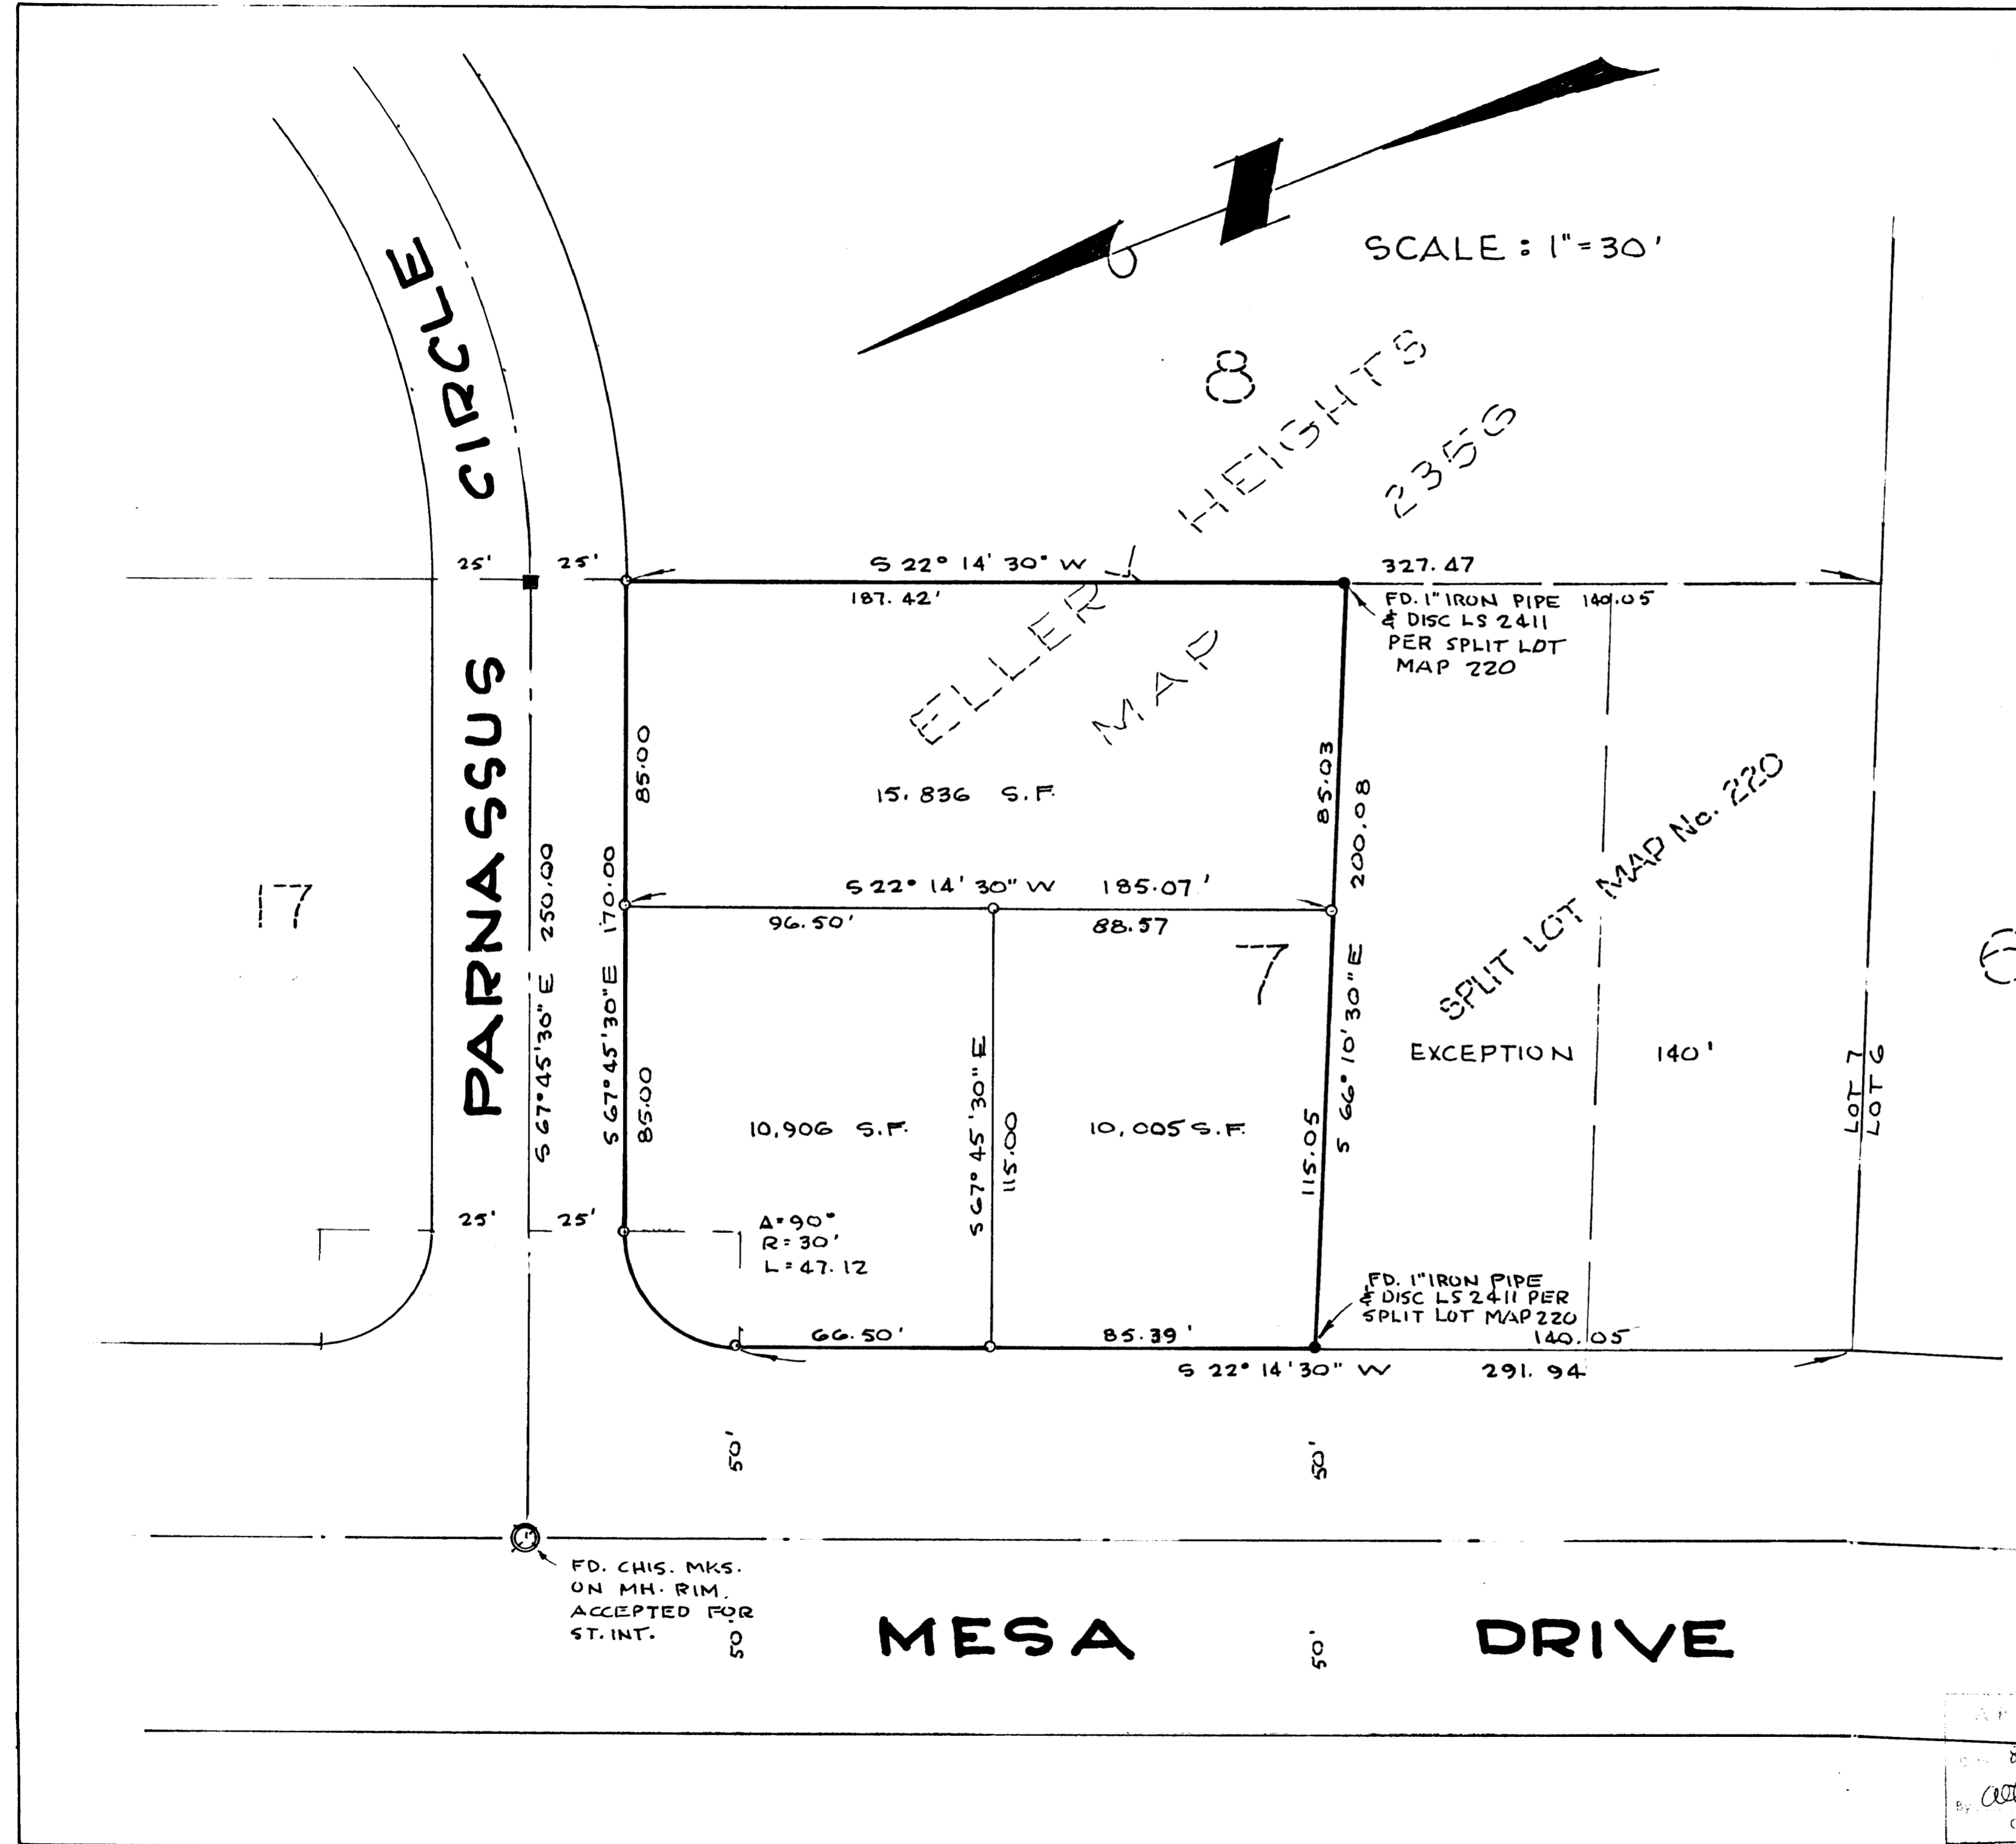 SCALE : 1"=30'
8
ELLER HEIGHTS
MAP 2356
PARNASSUS CIRCLE
25' 25'
S 22° 14' 30" W
327.47
187.42'
FD. 1" IRON PIPE
& DISC LS 2411
PER SPLIT LOT
MAP 220
140.05
85.00
15.836 S.F.
85.03
200.08
SPLIT LOT MAP No. 220
17
S 67° 45' 30" E 250.00
S 67° 45' 30" E 170.00
S 22° 14' 30" W 185.07'
96.50'
88.57
7
6
S 66° 10' 30" E
EXCEPTION
140'
LOT 7
LOT 6
85.00
10,906 S.F.
S 67° 45' 30" E
115.00
10,005 S.F.
115.05
25' 25'
Δ=90°
R=30'
L=47.12
FD. 1" IRON PIPE
& DISC LS 2411 PER
SPLIT LOT MAP 220
140.05
66.50'
85.39'
S 22° 14' 30" W
291.94
50'
50'
FD. CHIS. MKS.
ON MH. RIM.
ACCEPTED FOR
ST. INT.
50'
50'
MESA DRIVE
By